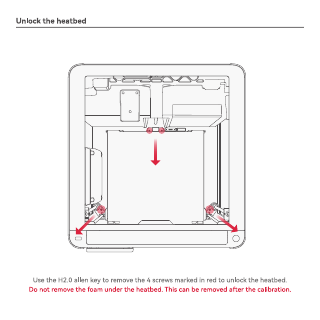 Unlock the heatbed
Use the H2.0 allen key to remove the 4 screws marked in red to unlock the heatbed.
Do not remove the foam under the heatbed. This can be removed after the calibration.